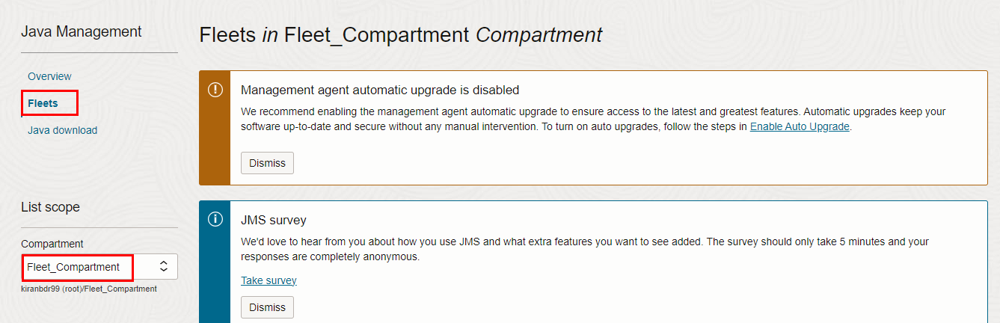 Java Management
Overview
Fleets
Java download
List scope
Compartment
Fleet_Compartment
kiranbdr99 (root)/Fleet_Compartment
Fleets in Fleet_Compartment Compartment
Management agent automatic upgrade is disabled
We recommend enabling the management agent automatic upgrade to ensure access to the latest and greatest features. Automatic upgrades keep your
software up-to-date and secure without any manual intervention. To turn on auto upgrades, follow the steps in Enable Auto Upgrade.
Dismiss
JMS survey
We'd love to hear from you about how you use JMS and what extra features you want to see added. The survey should only take 5 minutes and your
responses are completely anonymous.
Take survey
Dismiss